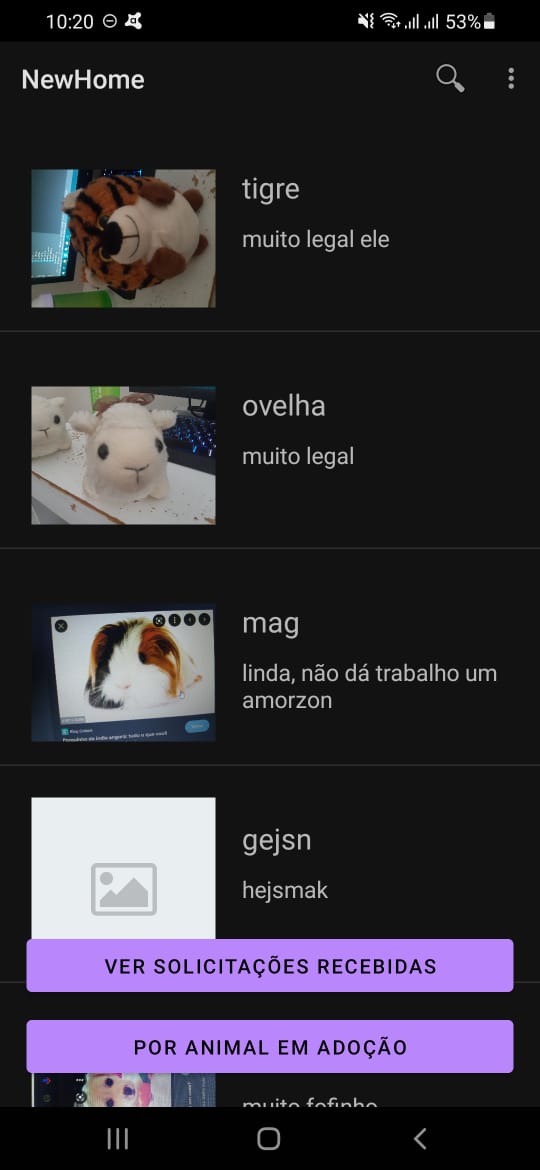 10:20
53%
NewHome
tigre
muito legal ele
ovelha
muito legal
mag
linda, não dá trabalho um
amorzon
gejsn
hejsmak
VER SOLICITAÇÕES RECEBIDAS
POR ANIMAL EM ADOÇÃO
muito fofinho